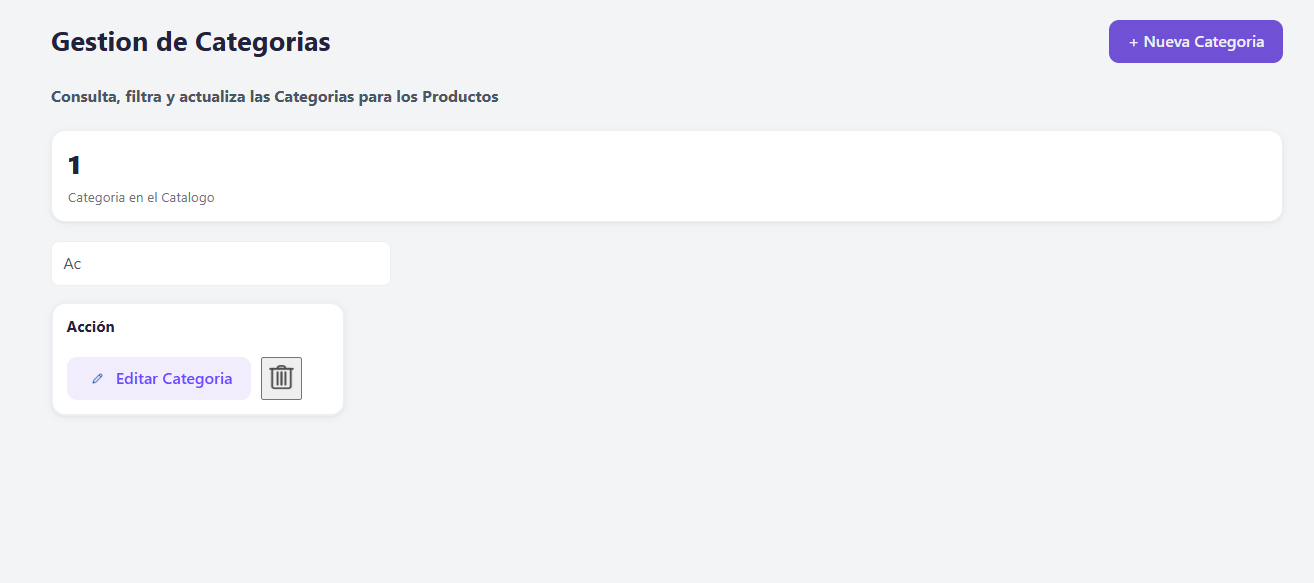 Gestion de Categorias
+ Nueva Categoria
Consulta, filtra y actualiza las Categorias para los Productos
1
Categoria en el Catalogo
Ac
Acción
Editar Categoria